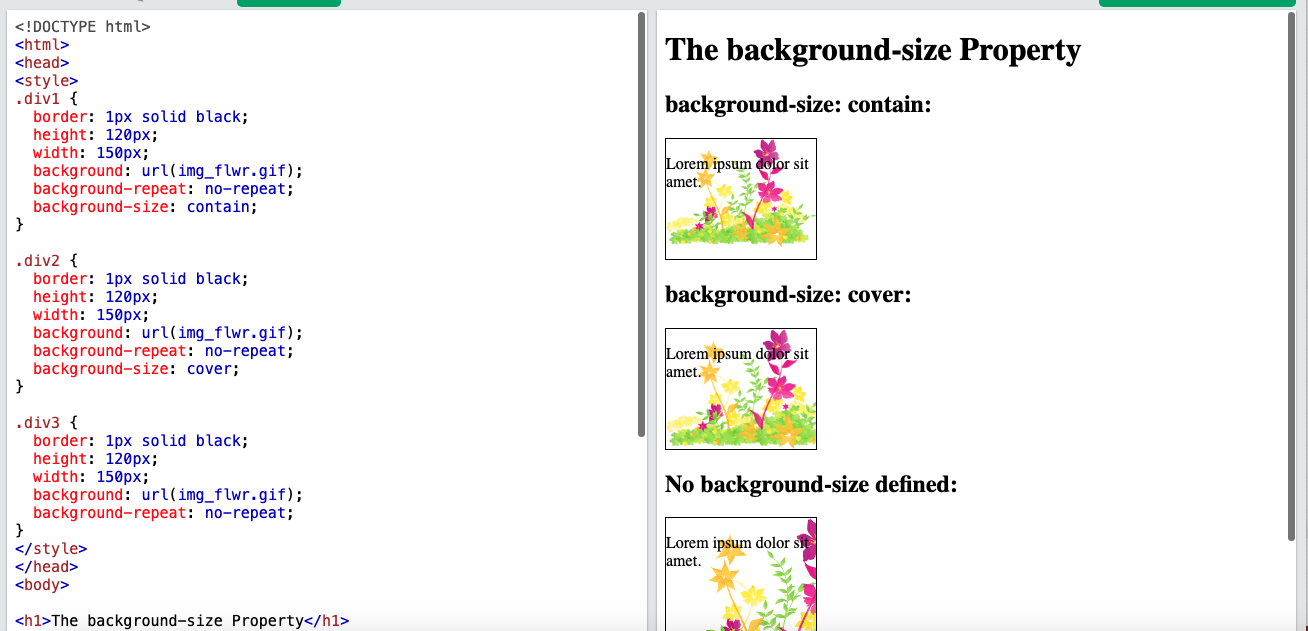 <!DOCTYPE html>
<html>
<head>
<style>
.div1 {
  border: 1px solid black;
  height: 120px;
  width: 150px;
  background: url(img_flwr.gif);
  background-repeat: no-repeat;
  background-size: contain;
}

.div2 {
  border: 1px solid black;
  height: 120px;
  width: 150px;
  background: url(img_flwr.gif);
  background-repeat: no-repeat;
  background-size: cover;
}

.div3 {
  border: 1px solid black;
  height: 120px;
  width: 150px;
  background: url(img_flwr.gif);
  background-repeat: no-repeat;
}
</style>
</head>
<body>

<h1>The background-size Property</h1>
The background-size Property
background-size: contain:
Lorem ipsum dolor sit
amet.
background-size: cover:
Lorem ipsum dolor sit
amet.
No background-size defined:
Lorem ipsum dolor sit
amet.